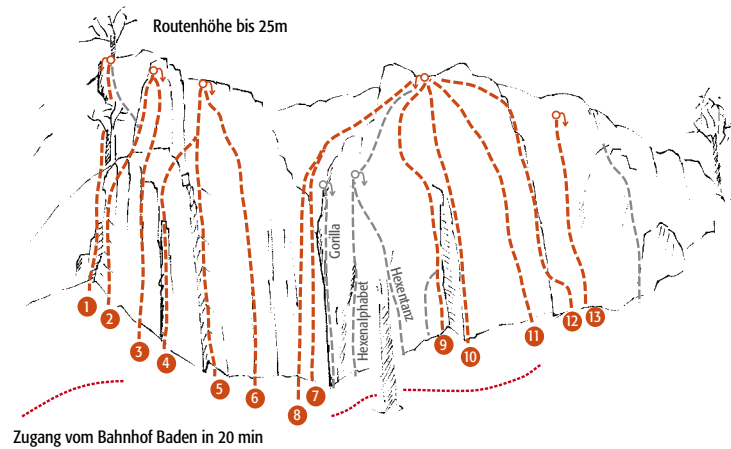 Routenhöhe bis 25m
Gorilla
Hexenalphabet
Hexentanz
1
2
3
4
5
6
8
7
9
10
11
12
13
Zugang vom Bahnhof Baden in 20 min